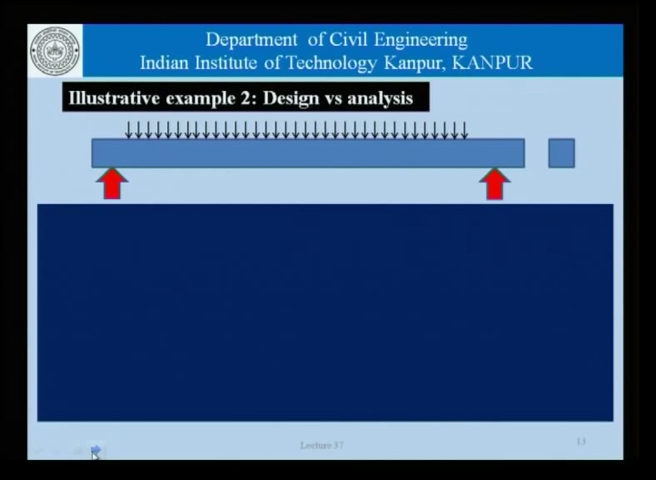 Department of Civil Engineering
Indian Institute of Technology Kanpur, KANPUR
Illustrative example 2: Design vs analysis
Lecture 37
13